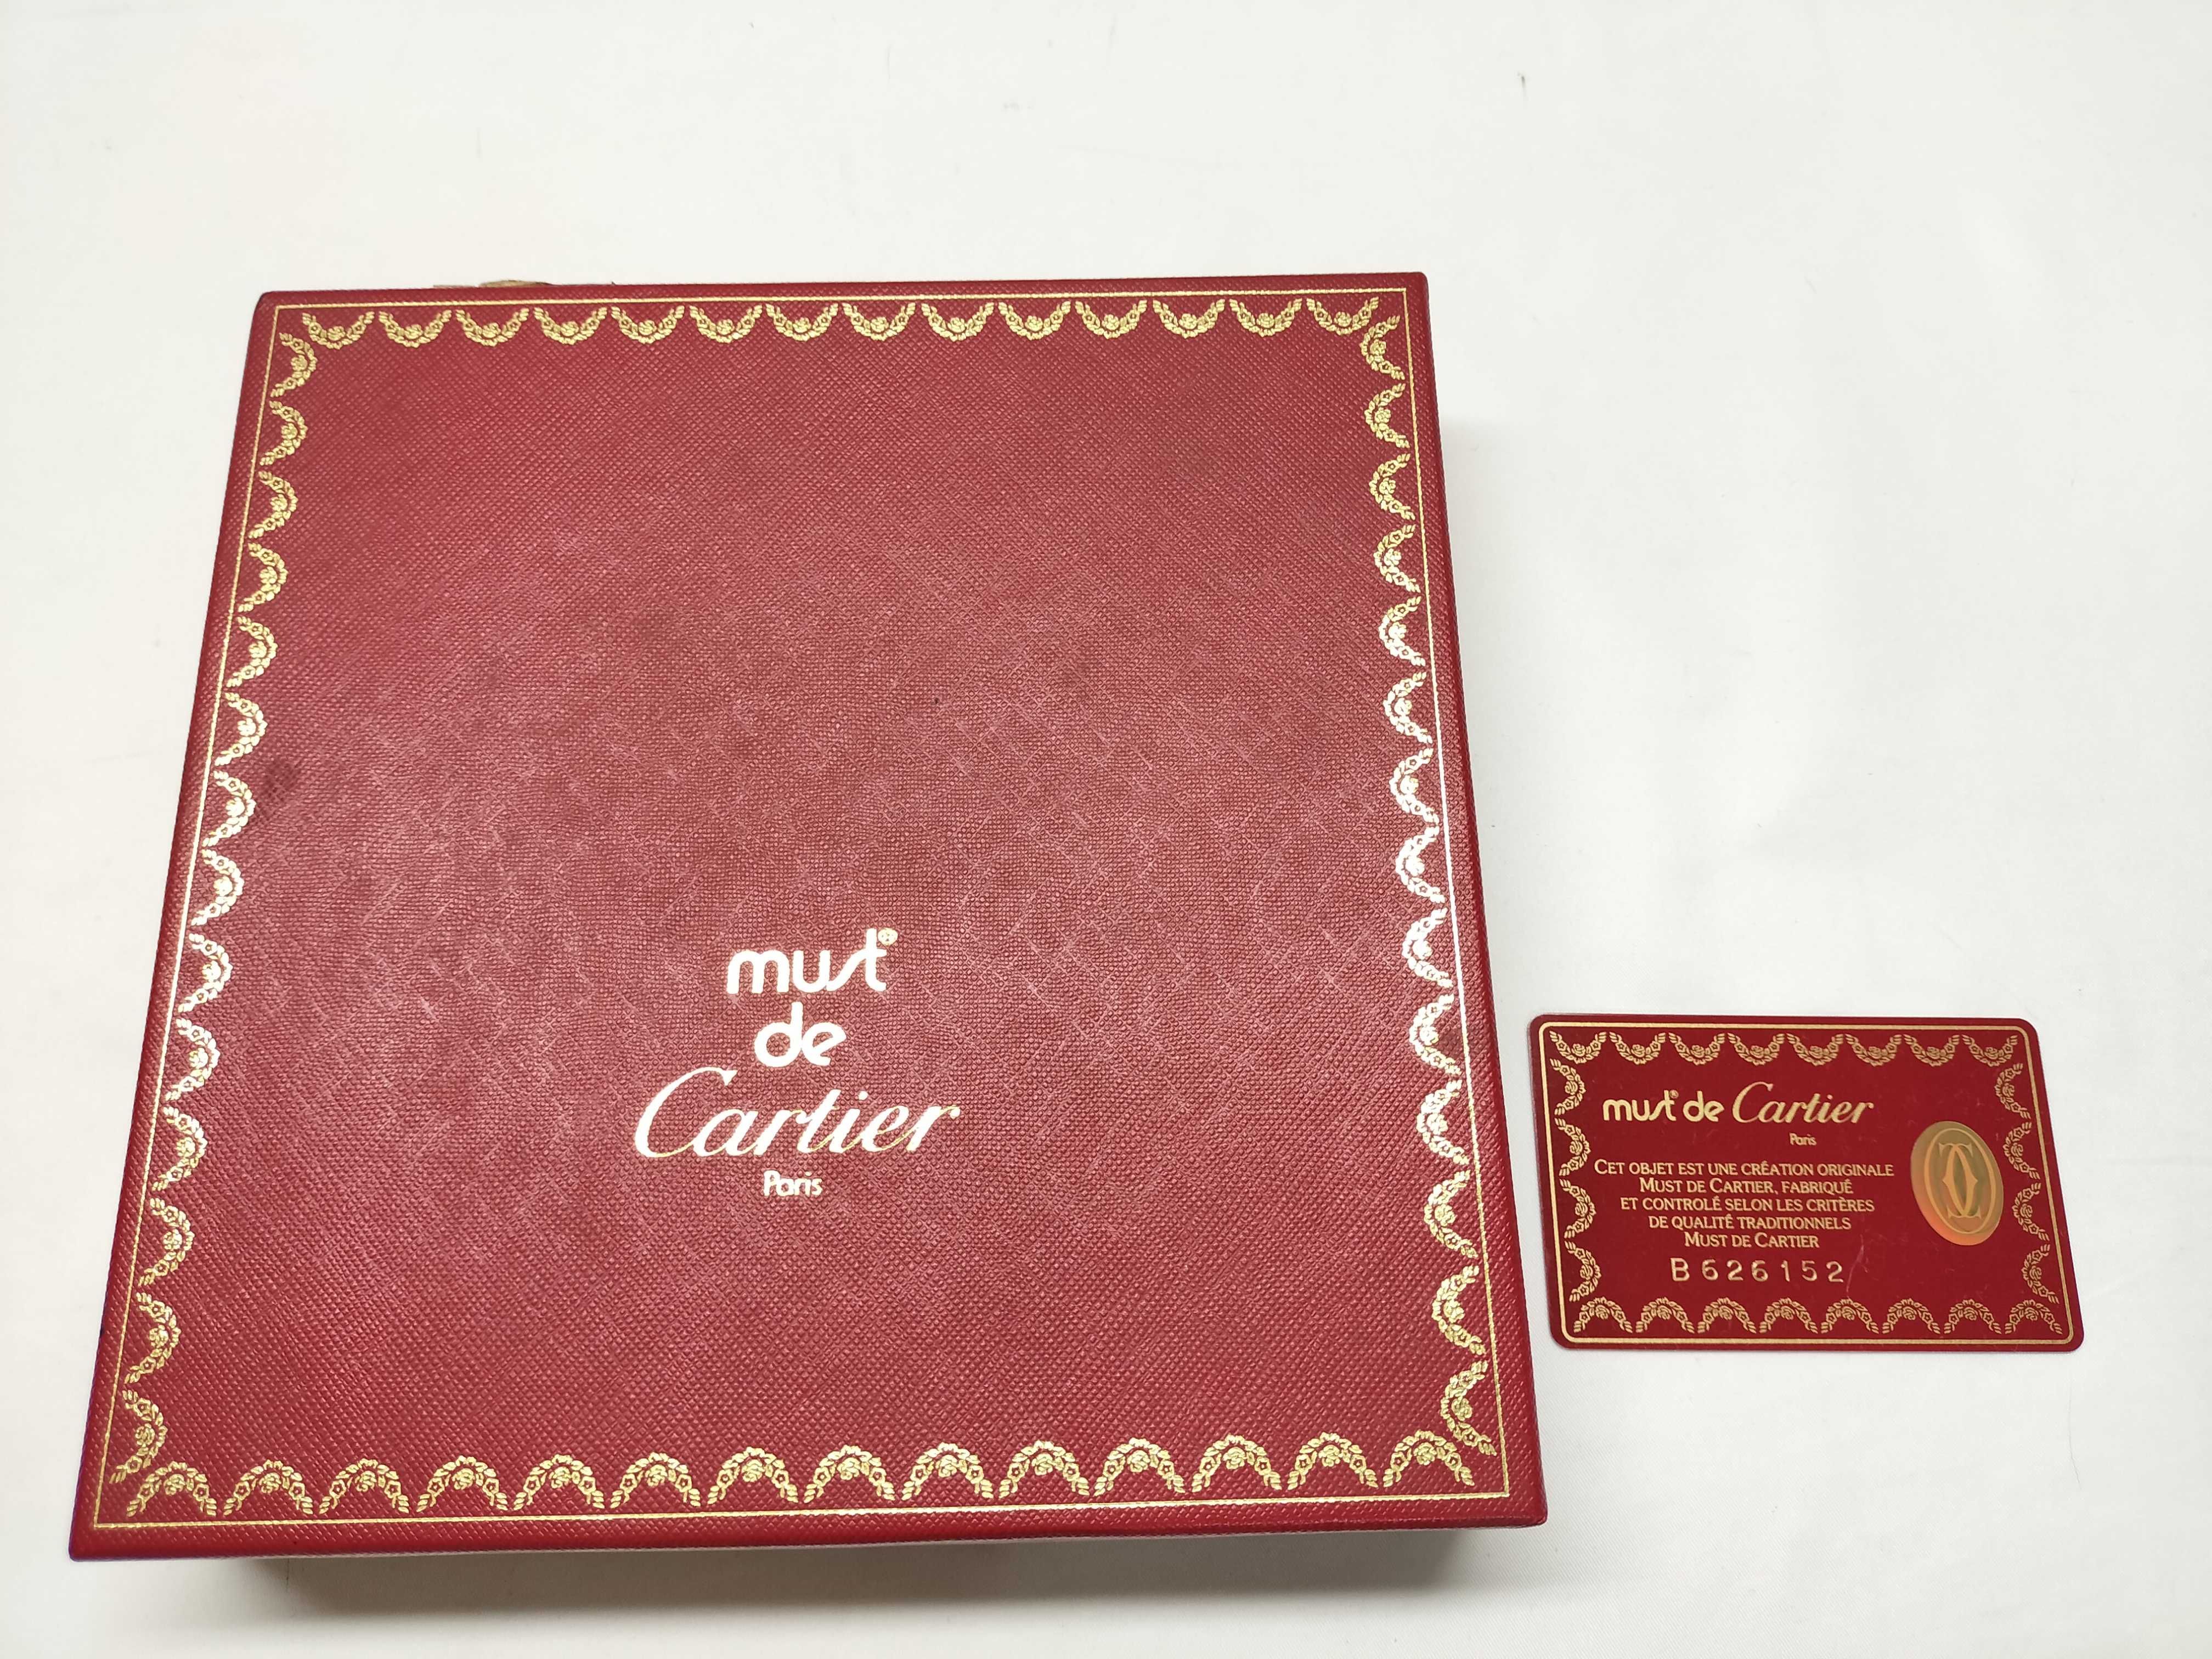 must®
de
Cartier
Paris
must® de Cartier
Paris
CET OBJET EST UNE CRÉATION ORIGINALE
MUST DE CARTIER, FABRIQUÉ
ET CONTROLÉ SELON LES CRITÈRES
DE QUALITÉ TRADITIONNELS
MUST DE CARTIER
B626152